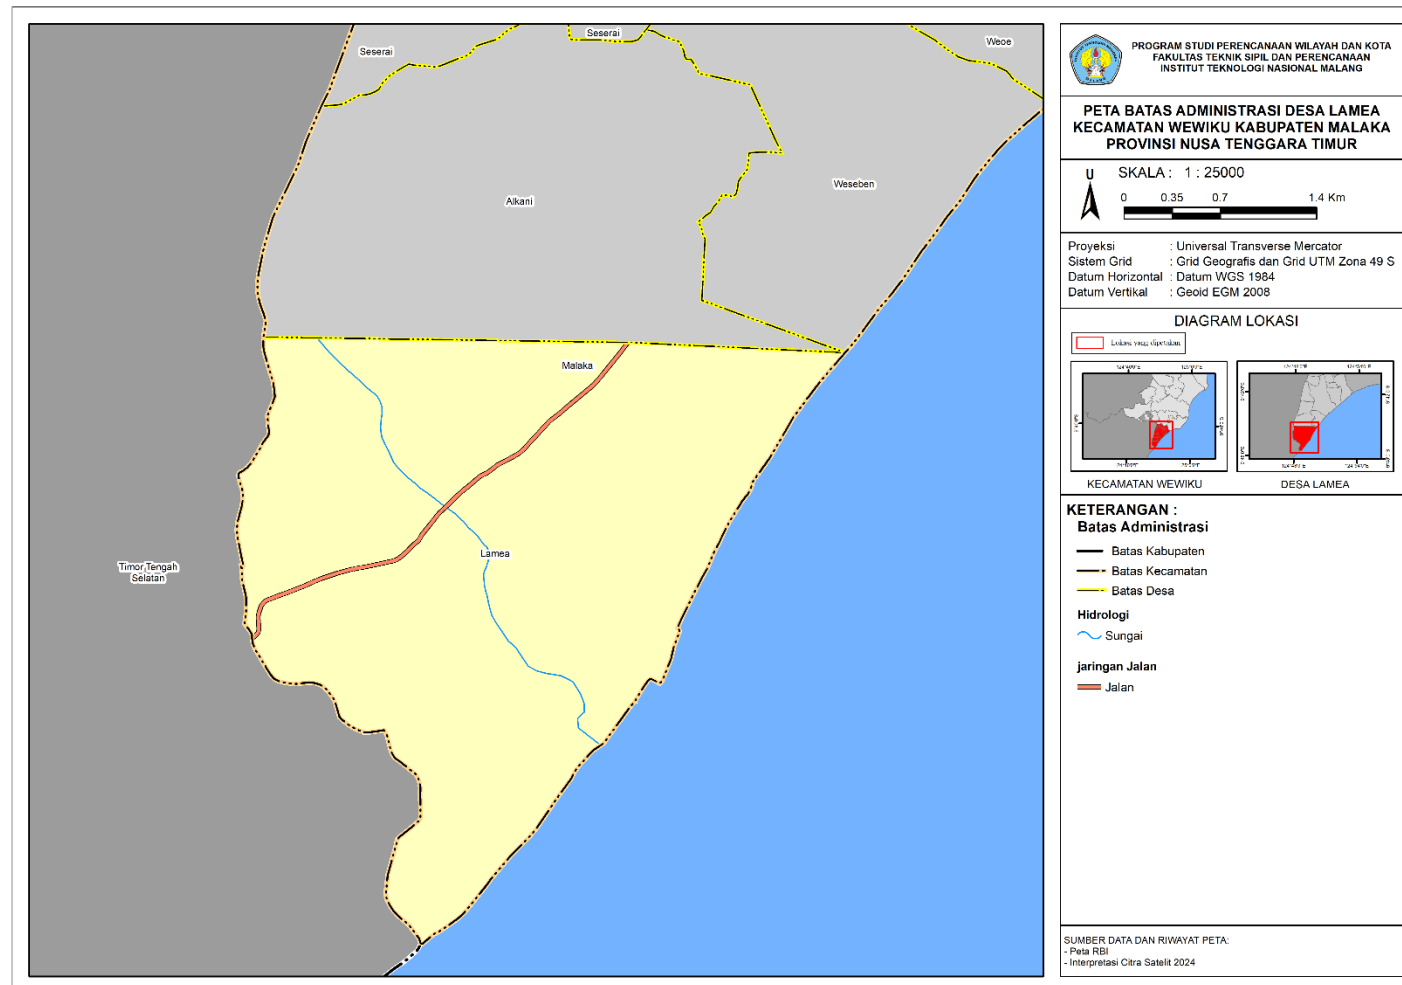 Seserai
Seserai
Weoe
Alkani
Weseben
Malaka
Lamea
Timor Tengah
Selatan
PROGRAM STUDI PERENCANAAN WILAYAH DAN KOTA
FAKULTAS TEKNIK SIPIL DAN PERENCANAAN
INSTITUT TEKNOLOGI NASIONAL MALANG
PETA BATAS ADMINISTRASI DESA LAMEA
KECAMATAN WEWIKU KABUPATEN MALAKA
PROVINSI NUSA TENGGARA TIMUR
U
SKALA : 1 : 25000
0 0.35 0.7 1.4 Km
Proyeksi : Universal Transverse Mercator
Sistem Grid : Grid Geografis dan Grid UTM Zona 49 S
Datum Horizontal : Datum WGS 1984
Datum Vertikal : Geoid EGM 2008
DIAGRAM LOKASI
Lokasi yang dipetakan
KECAMATAN WEWIKU
DESA LAMEA
KETERANGAN :
Batas Administrasi
Batas Kabupaten
Batas Kecamatan
Batas Desa
Hidrologi
Sungai
jaringan Jalan
Jalan
SUMBER DATA DAN RIWAYAT PETA:
- Peta RBI
- Interpretasi Citra Satelit 2024